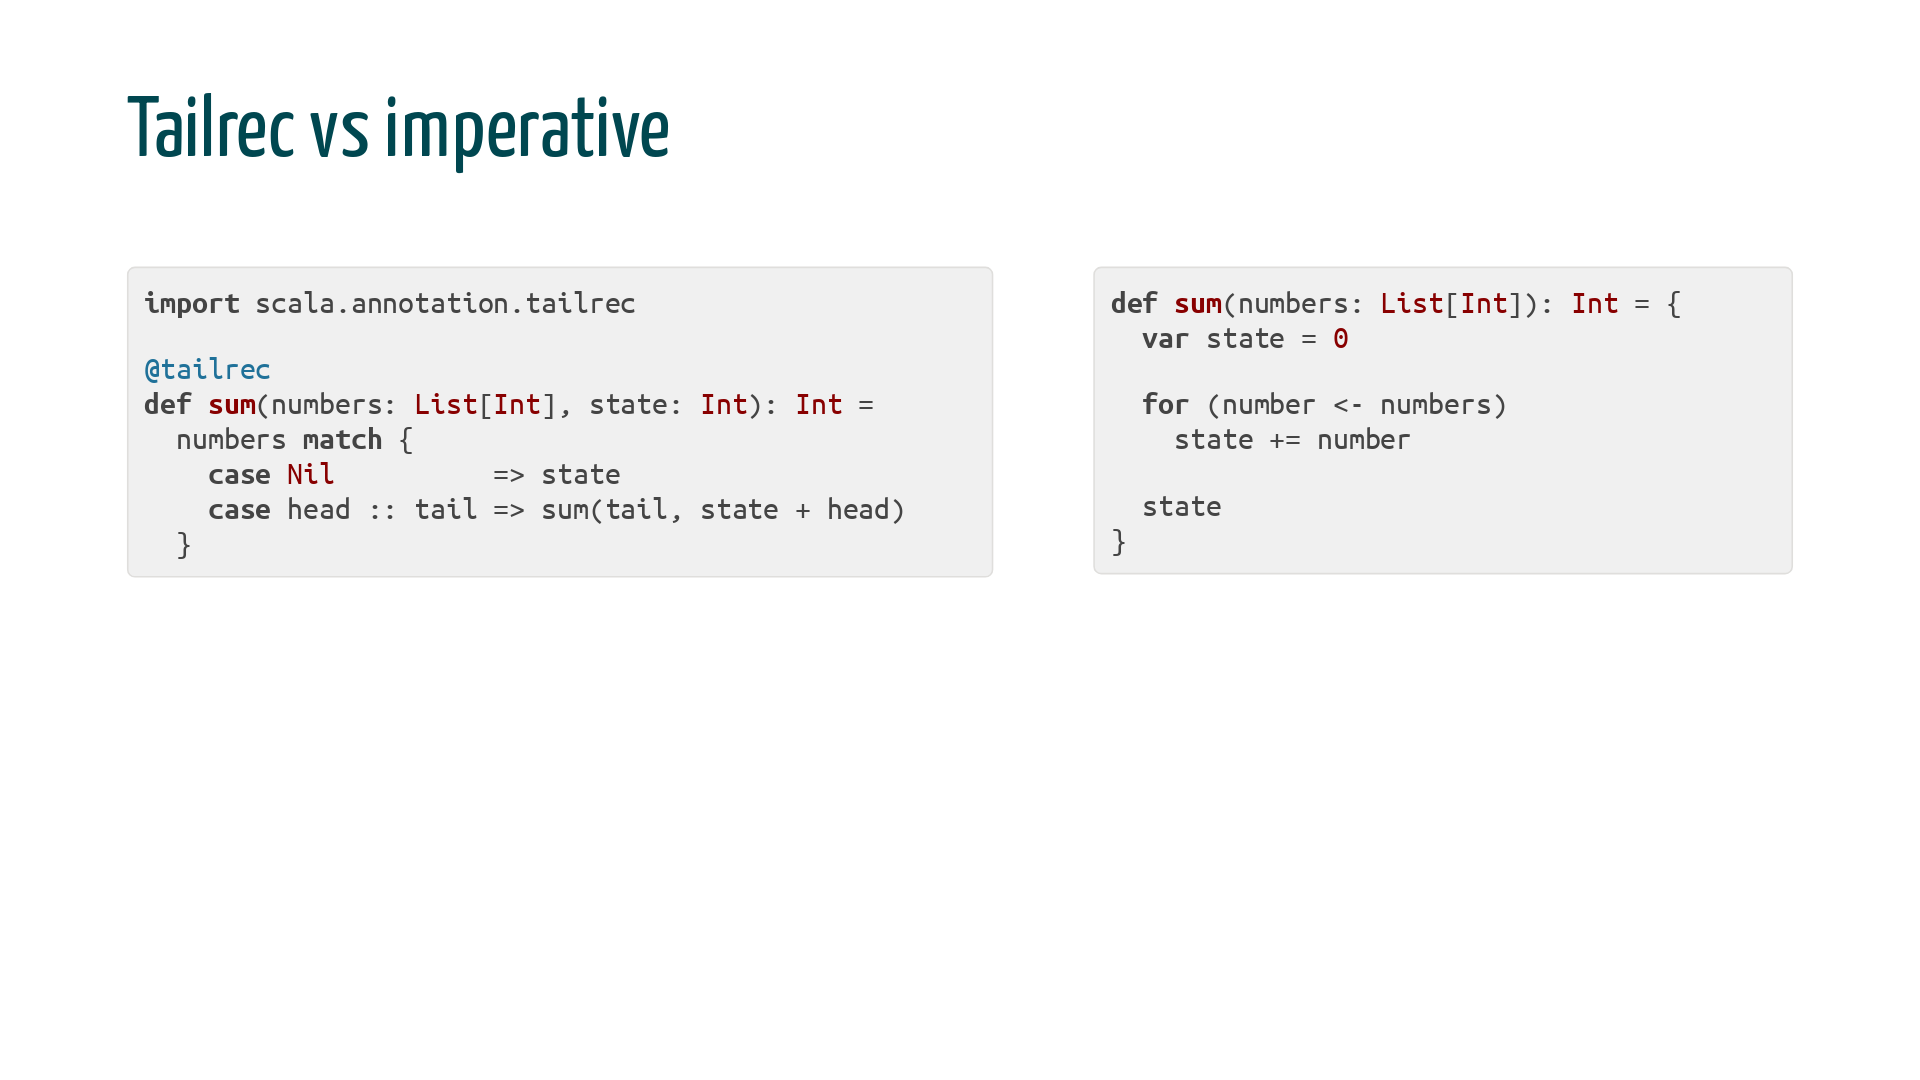 Tailrec vs imperative
import scala.annotation.tailrec
@tailrec
def sum(numbers: List[Int], state: Int): Int =
  numbers match {
    case Nil          => state
    case head :: tail => sum(tail, state + head)
  }
def sum(numbers: List[Int]): Int = {
  var state = 0
  for (number <- numbers)
    state += number
  state
}